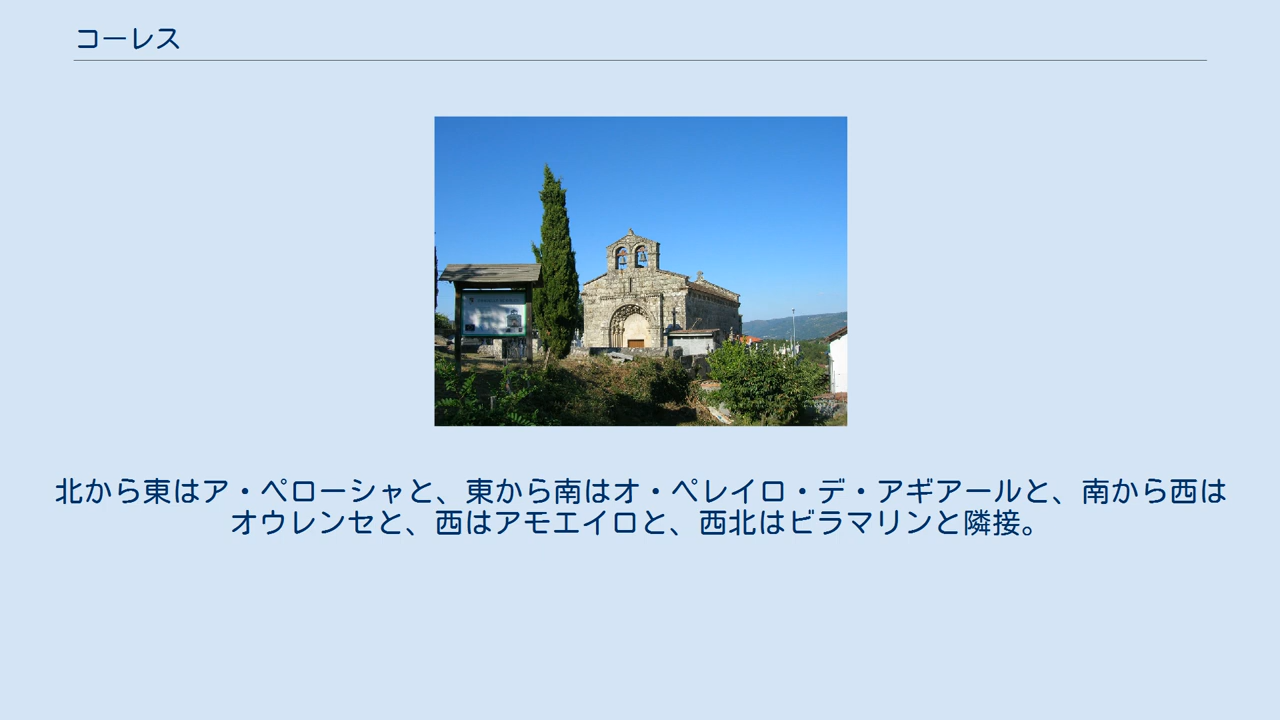 コーレス
北から東はア・ペローシャと、東から南はオ・ペレイロ・デ・アギアールと、南から西は
オウレンセと、西はアモエイロと、西北はビラマリンと隣接。